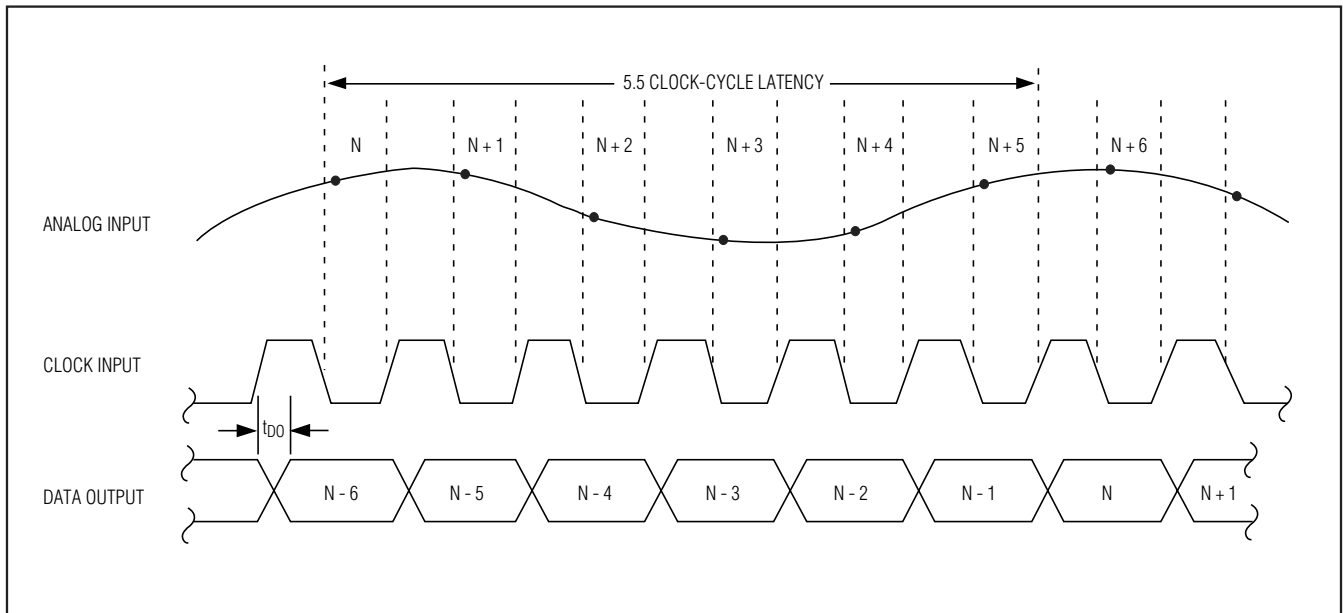 5.5 CLOCK-CYCLE LATENCY
N N + 1 N + 2 N + 3 N + 4 N + 5 N + 6
ANALOG INPUT
CLOCK INPUT
tDO
DATA OUTPUT N - 6 N - 5 N - 4 N - 3 N - 2 N - 1 N N + 1